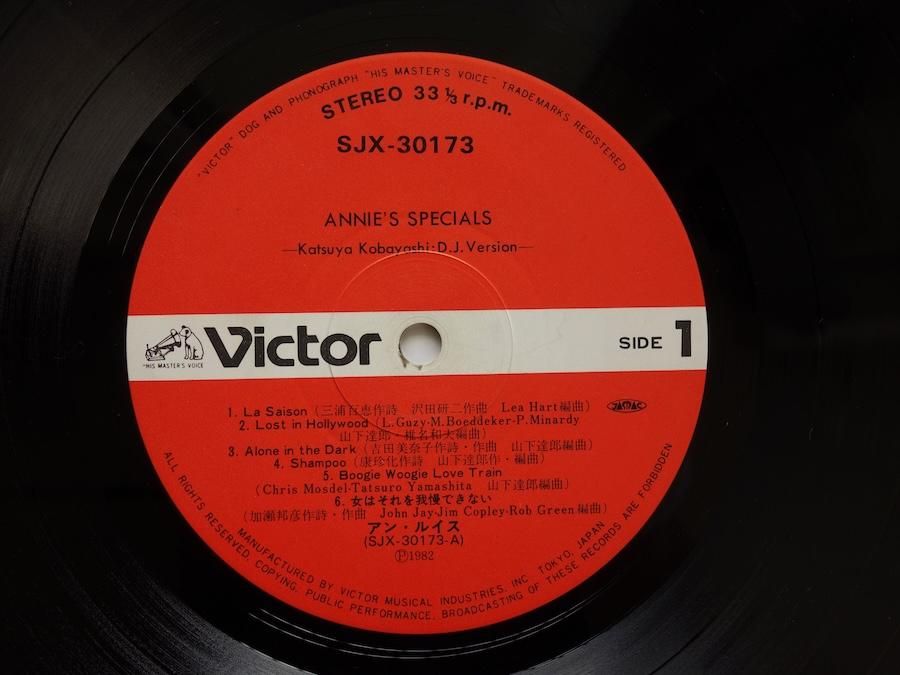 "VICTOR" DOG AND PHONOGRAPH "HIS MASTER'S VOICE" TRADEMARKS REGISTERED
STEREO 33 ⅓ r.p.m.
SJX-30173
ANNIE'S SPECIALS
—Katsuya Kobayashi: D.J. Version—
"HIS MASTER'S VOICE"
Victor
SIDE 1
JASRAC
1. La Saison (三浦百恵作詩 沢田研二作曲 Lea Hart編曲)
2. Lost in Hollywood (L. Guzy-M. Boeddeker-P. Minardy
山下達郎・椎名和夫編曲)
3. Alone in the Dark (吉田美奈子作詩・作曲 山下達郎編曲)
4. Shampoo (康珍化作詩 山下達郎作・編曲)
5. Boogie Woogie Love Train
(Chris Mosdel-Tatsuro Yamashita 山下達郎編曲)
6. 女はそれを我慢できない
(加瀬邦彦作詩・作曲 John Jay-Jim Copley-Rob Green編曲)
アン・ルイス
(SJX-30173-A)
Ⓟ1982
MANUFACTURED BY VICTOR MUSICAL INDUSTRIES, INC. TOKYO, JAPAN
ALL RIGHTS RESERVED. COPYING, PUBLIC PERFORMANCE, BROADCASTING OF THESE RECORDS ARE FORBIDDEN